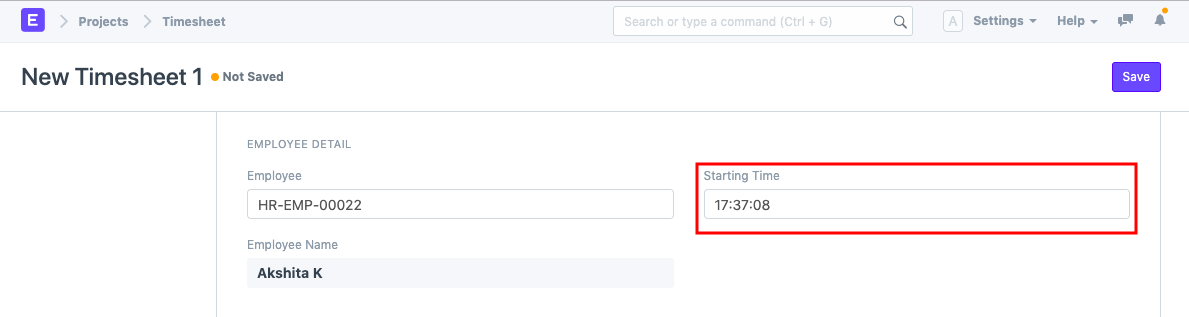 E Projects Timesheet Search or type a command (Ctrl + G) A Settings Help
New Timesheet 1 Not Saved Save
EMPLOYEE DETAIL
Employee Starting Time
HR-EMP-00022 17:37:08
Employee Name
Akshita K